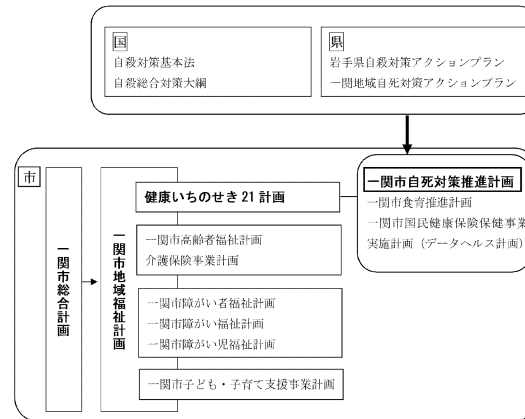 国
自殺対策基本法
自殺総合対策大綱
県
岩手県自殺対策アクションプラン
一関地域自死対策アクションプラン
市
一関市総合計画
一関市地域福祉計画
健康いちのせき21計画
一関市自死対策推進計画
一関市食育推進計画
一関市国民健康保険保健事業
実施計画（データヘルス計画）
一関市高齢者福祉計画
介護保険事業計画
一関市障がい者福祉計画
一関市障がい福祉計画
一関市障がい児福祉計画
一関市子ども・子育て支援事業計画